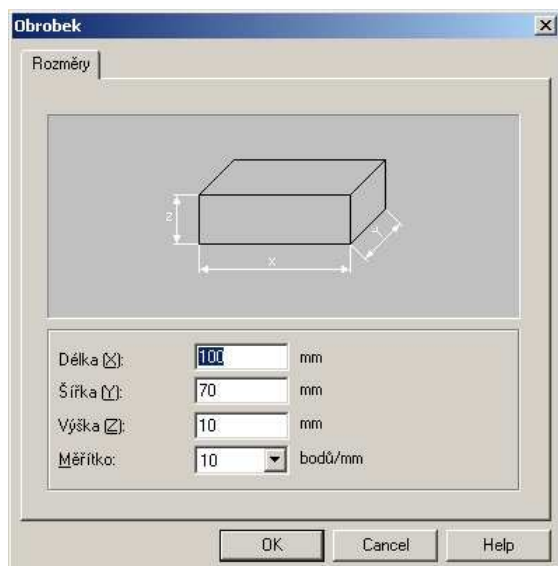 Obrobek
Rozměry
Z
X
Y
Délka (X): 100 mm
Šířka (Y): 70 mm
Výška (Z): 10 mm
Měřítko: 10 bodů/mm
OK Cancel Help